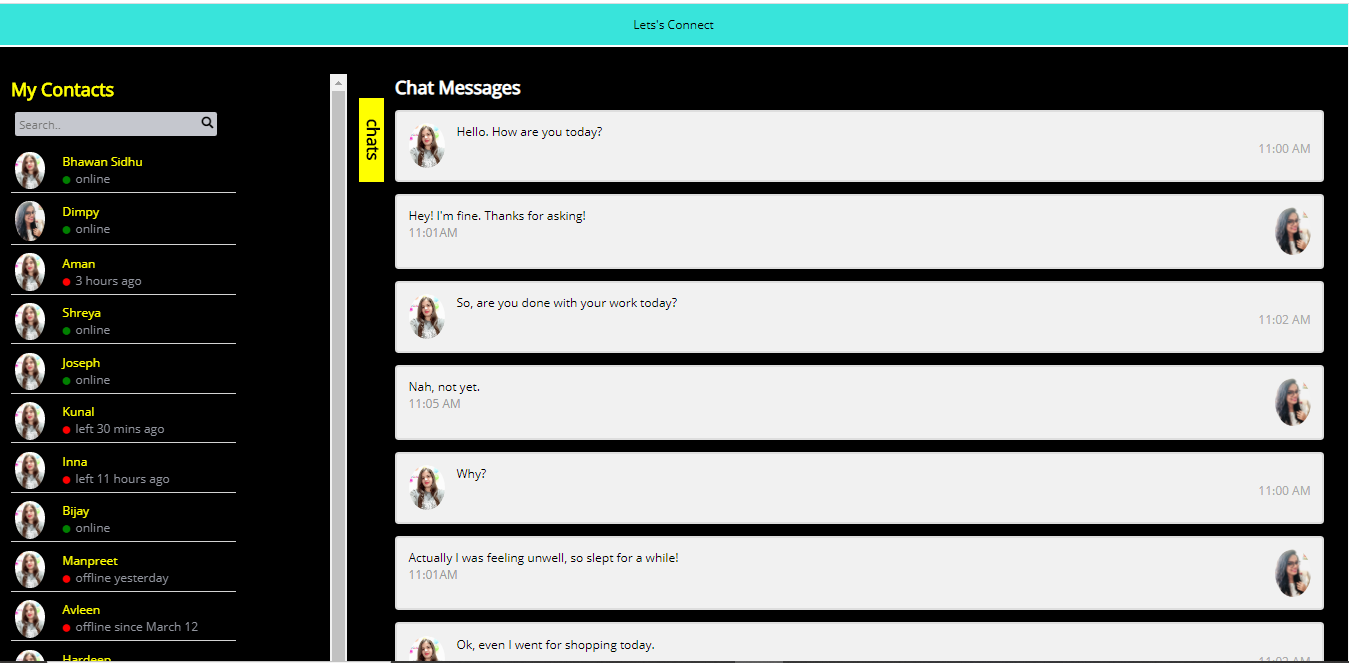 Lets's Connect
My Contacts
Search..
Bhawan Sidhu
online
Dimpy
online
Aman
3 hours ago
Shreya
online
Joseph
online
Kunal
left 30 mins ago
Inna
left 11 hours ago
Bijay
online
Manpreet
offline yesterday
Avleen
offline since March 12
Hardeep
chats
Chat Messages
Hello. How are you today?
11:00 AM
Hey! I'm fine. Thanks for asking!
11:01AM
So, are you done with your work today?
11:02 AM
Nah, not yet.
11:05 AM
Why?
11:00 AM
Actually I was feeling unwell, so slept for a while!
11:01AM
Ok, even I went for shopping today.
11:02 AM